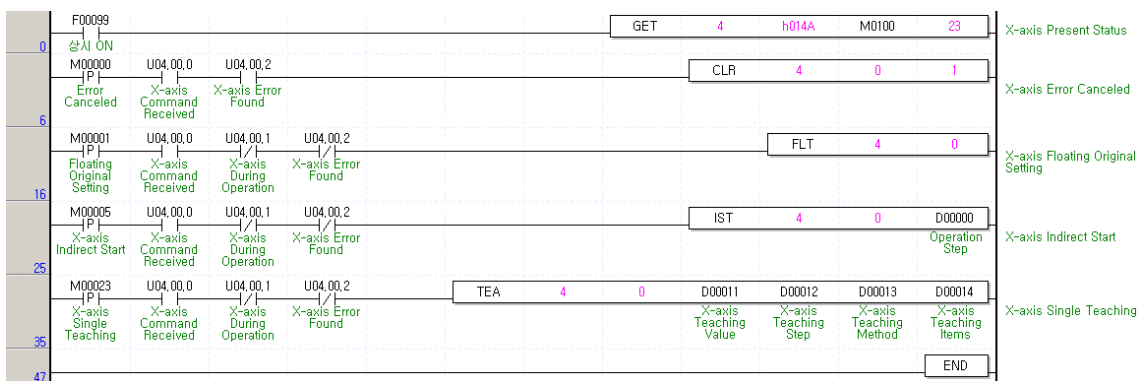 F00099
GET 4 h014A M0100 23
X-axis Present Status
0
상시 ON
M00000 U04.00.0 U04.00.2
P
CLR 4 0 1
Error Canceled
X-axis Command Received
X-axis Error Found
X-axis Error Canceled
6
M00001 U04.00.0 U04.00.1 U04.00.2
P
FLT 4 0
Floating Original Setting
X-axis Command Received
X-axis During Operation
X-axis Error Found
X-axis Floating Original
Setting
16
M00005 U04.00.0 U04.00.1 U04.00.2
P
IST 4 0 D00000
X-axis Indirect Start
X-axis Command Received
X-axis During Operation
X-axis Error Found
Operation Step
X-axis Indirect Start
25
M00023 U04.00.0 U04.00.1 U04.00.2
P
TEA 4 0 D00011 D00012 D00013 D00014
X-axis Single Teaching
X-axis Command Received
X-axis During Operation
X-axis Error Found
X-axis Teaching Value
X-axis Teaching Step
X-axis Teaching Method
X-axis Teaching Items
X-axis Single Teaching
35
END
47